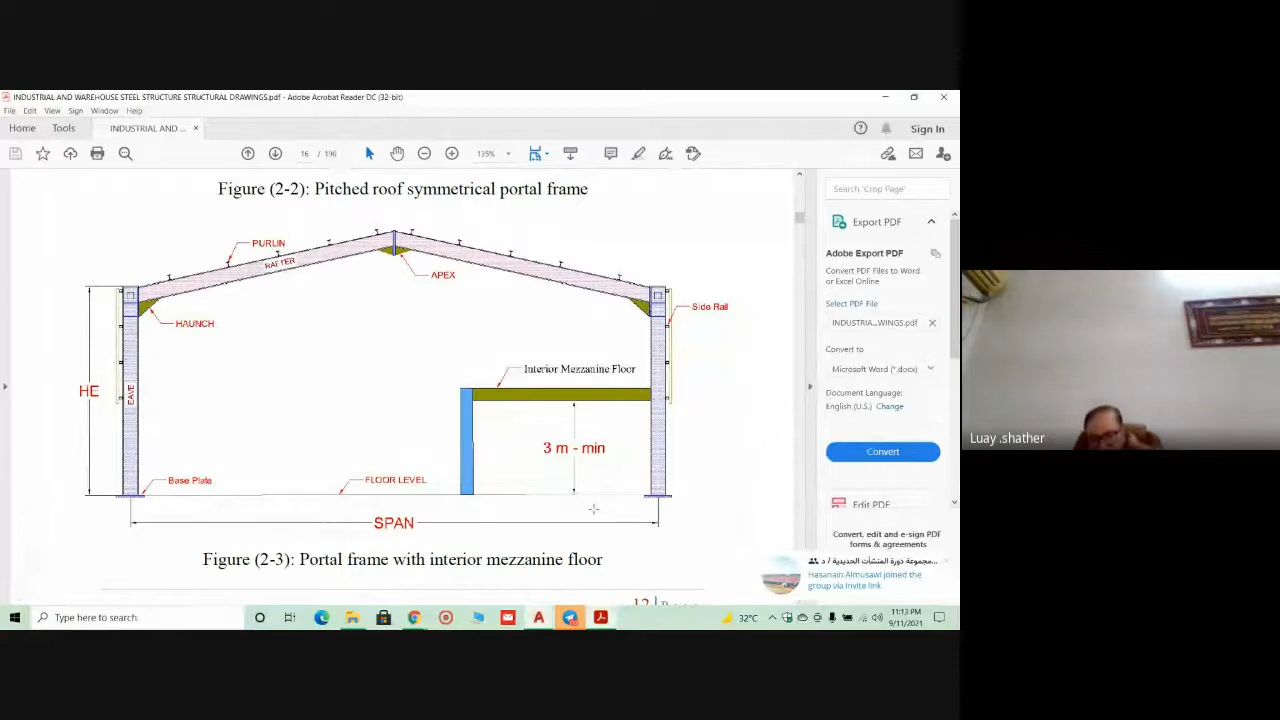 INDUSTRIAL AND WAREHOUSE STEEL STRUCTURE STRUCTURAL DRAWINGS.pdf - Adobe Acrobat Reader DC (32-bit)
File Edit View Sign Window Help
Home Tools INDUSTRIAL AND ... × Sign In
16 / 190 135%
Figure (2-2): Pitched roof symmetrical portal frame
PURLIN
RAFTER
APEX
HAUNCH
Side Rail
Interior Mezzanine Floor
HE
EAVE
3 m - min
Base Plate
FLOOR LEVEL
SPAN
Figure (2-3): Portal frame with interior mezzanine floor
Search 'Crop Page'
Export PDF
Adobe Export PDF
Convert PDF Files to Word
or Excel Online
Select PDF File
INDUSTRIA...WINGS.pdf
Convert to
Microsoft Word (*.docx)
Document Language:
English (U.S.) Change
Convert
Edit PDF
Convert, edit and e-sign PDF
forms & agreements
مجموعة دورة المنشأت الحديدية / د...
Hasanain Almusawi joined the
group via invite link
Type here to search
32°C
11:13 PM
9/11/2021
Luay .shather